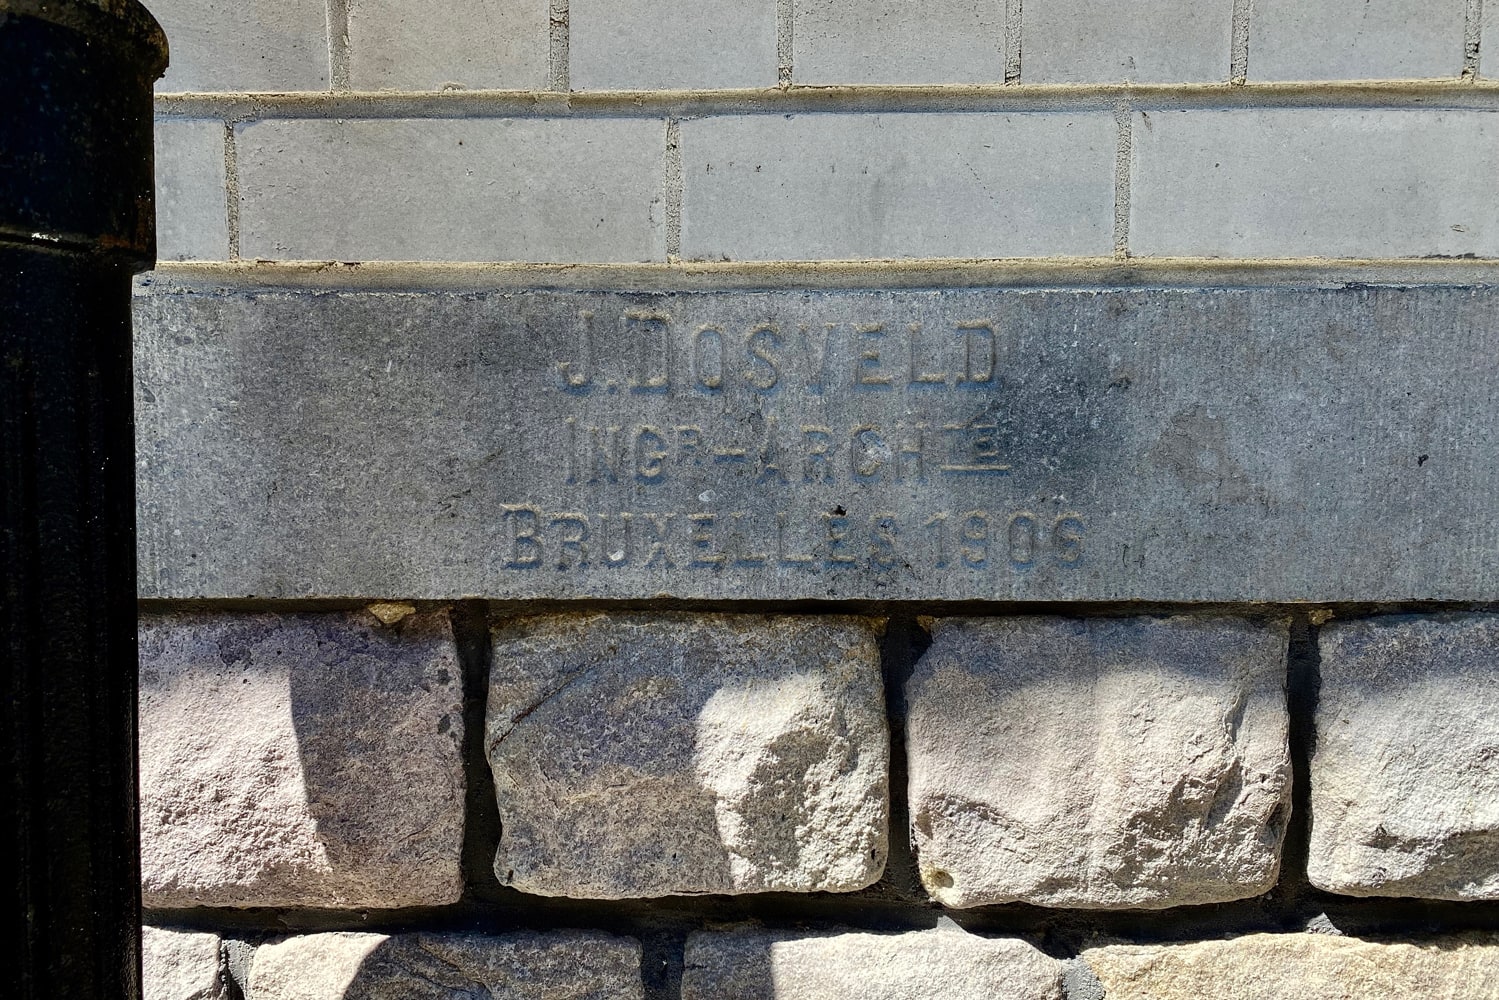 J. DOSVELD
INGR-ARCHTE
BRUXELLES 1906